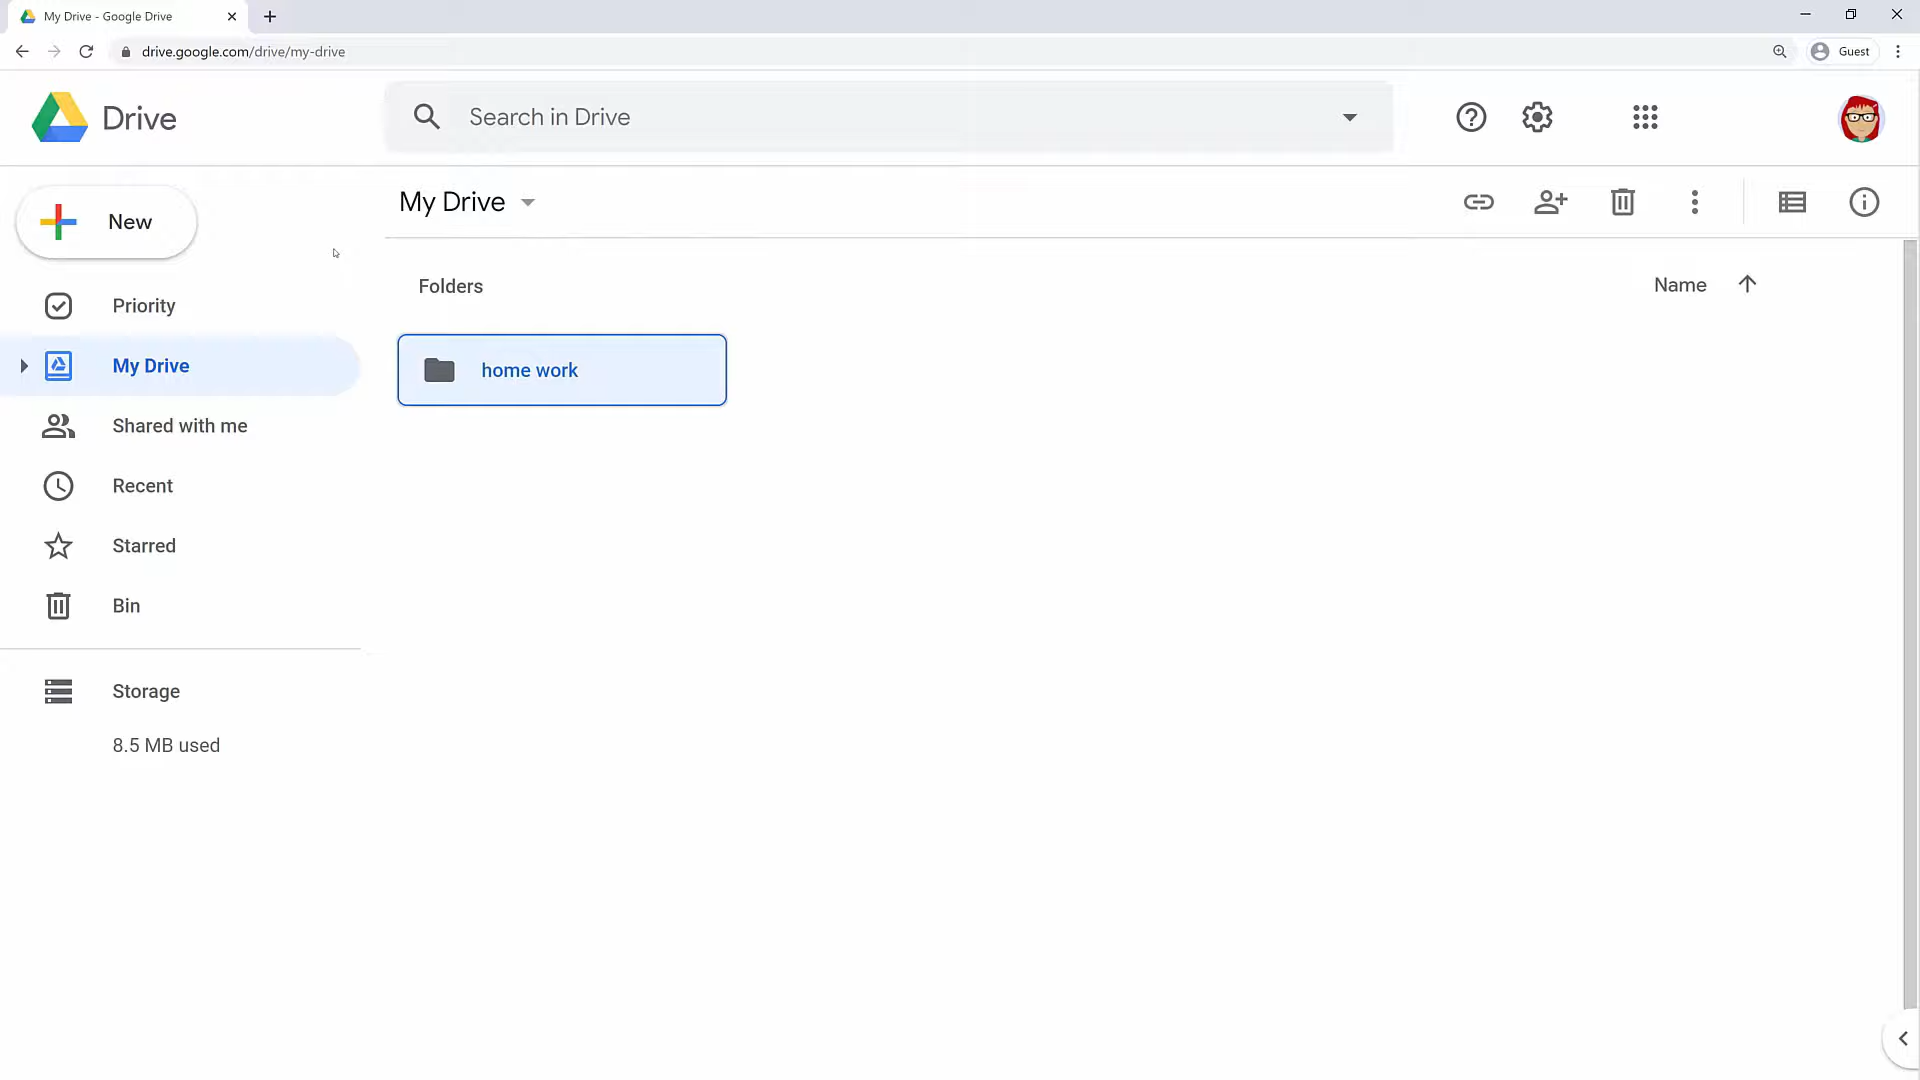 My Drive - Google Drive
drive.google.com/drive/my-drive
Guest
Drive
Search in Drive
New
My Drive
Folders
Name
home work
Priority
My Drive
Shared with me
Recent
Starred
Bin
Storage
8.5 MB used